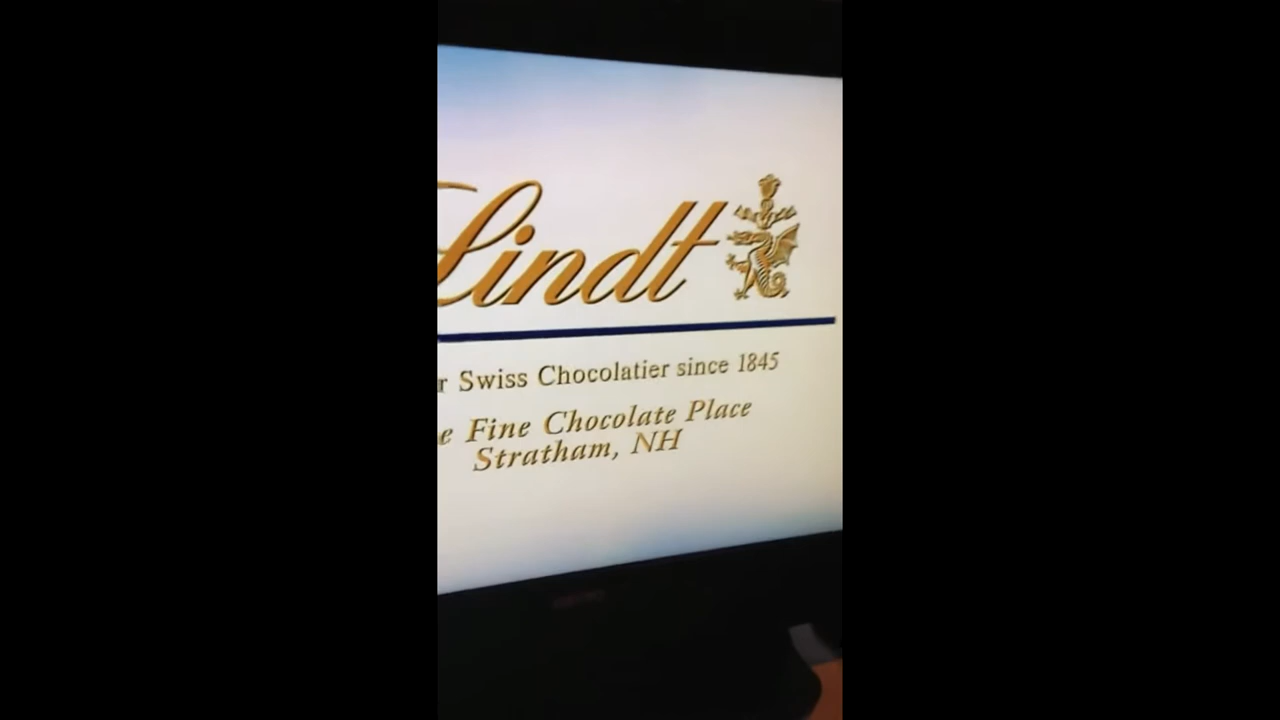 Lindt
Swiss Chocolatier since 1845
Fine Chocolate Place
Stratham, NH